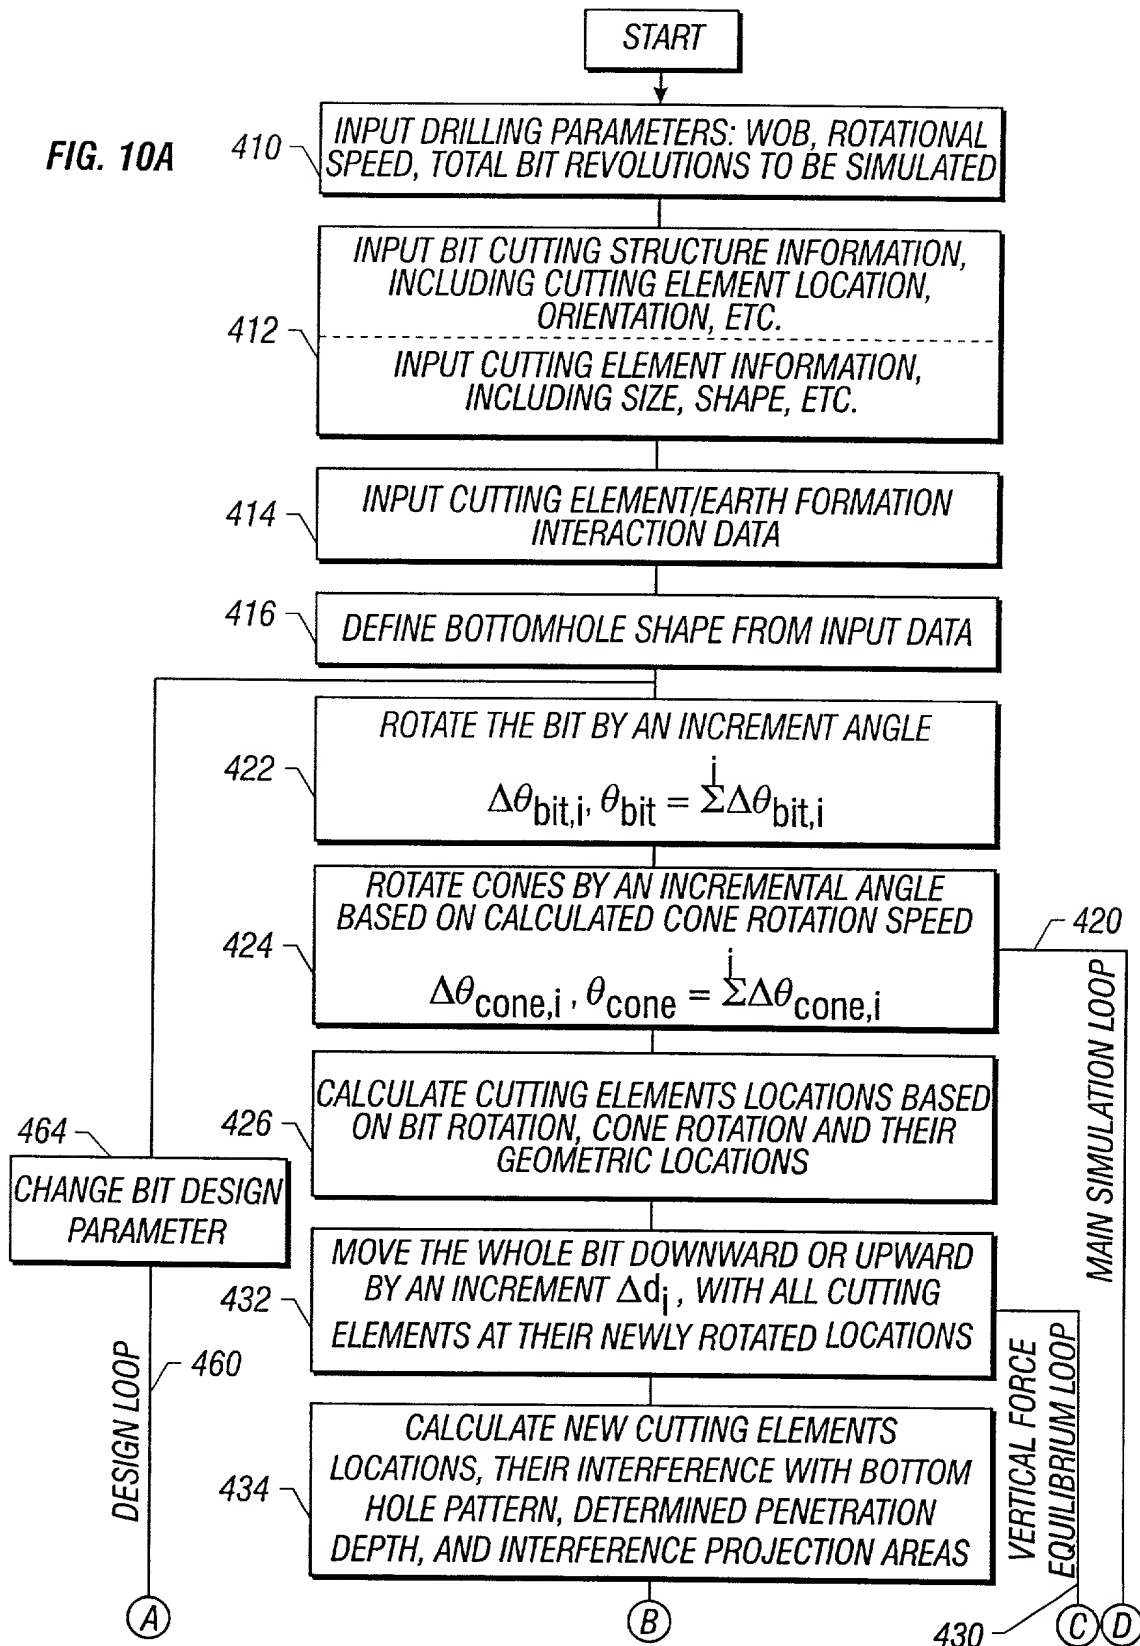 START
FIG. 10A
410
INPUT DRILLING PARAMETERS: WOB, ROTATIONAL
SPEED, TOTAL BIT REVOLUTIONS TO BE SIMULATED
412
INPUT BIT CUTTING STRUCTURE INFORMATION,
INCLUDING CUTTING ELEMENT LOCATION,
ORIENTATION, ETC.
INPUT CUTTING ELEMENT INFORMATION,
INCLUDING SIZE, SHAPE, ETC.
414
INPUT CUTTING ELEMENT/EARTH FORMATION
INTERACTION DATA
416
DEFINE BOTTOMHOLE SHAPE FROM INPUT DATA
422
ROTATE THE BIT BY AN INCREMENT ANGLE
i
Δθbit,i, θbit = ΣΔθbit,i
424
ROTATE CONES BY AN INCREMENTAL ANGLE
BASED ON CALCULATED CONE ROTATION SPEED
i
Δθcone,i, θcone = ΣΔθcone,i
420
MAIN SIMULATION LOOP
426
CALCULATE CUTTING ELEMENTS LOCATIONS BASED
ON BIT ROTATION, CONE ROTATION AND THEIR
GEOMETRIC LOCATIONS
464
CHANGE BIT DESIGN
PARAMETER
432
MOVE THE WHOLE BIT DOWNWARD OR UPWARD
BY AN INCREMENT Δdi, WITH ALL CUTTING
ELEMENTS AT THEIR NEWLY ROTATED LOCATIONS
460
DESIGN LOOP
434
CALCULATE NEW CUTTING ELEMENTS
LOCATIONS, THEIR INTERFERENCE WITH BOTTOM
HOLE PATTERN, DETERMINED PENETRATION
DEPTH, AND INTERFERENCE PROJECTION AREAS
VERTICAL FORCE
EQUILIBRIUM LOOP
430
A
B
C
D